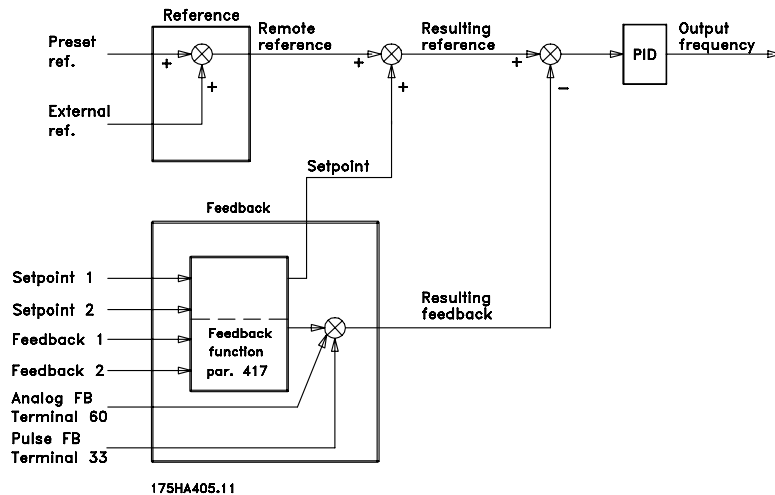 Reference
Preset
ref.
+
+
External
ref.
Remote
reference
+
+
Resulting
reference
+
−
PID
Output
frequency
Setpoint
Feedback
Setpoint 1
Setpoint 2
Feedback 1
Feedback 2
Analog FB
Terminal 60
Pulse FB
Terminal 33
Feedback
function
par. 417
Resulting
feedback
175HA405.11